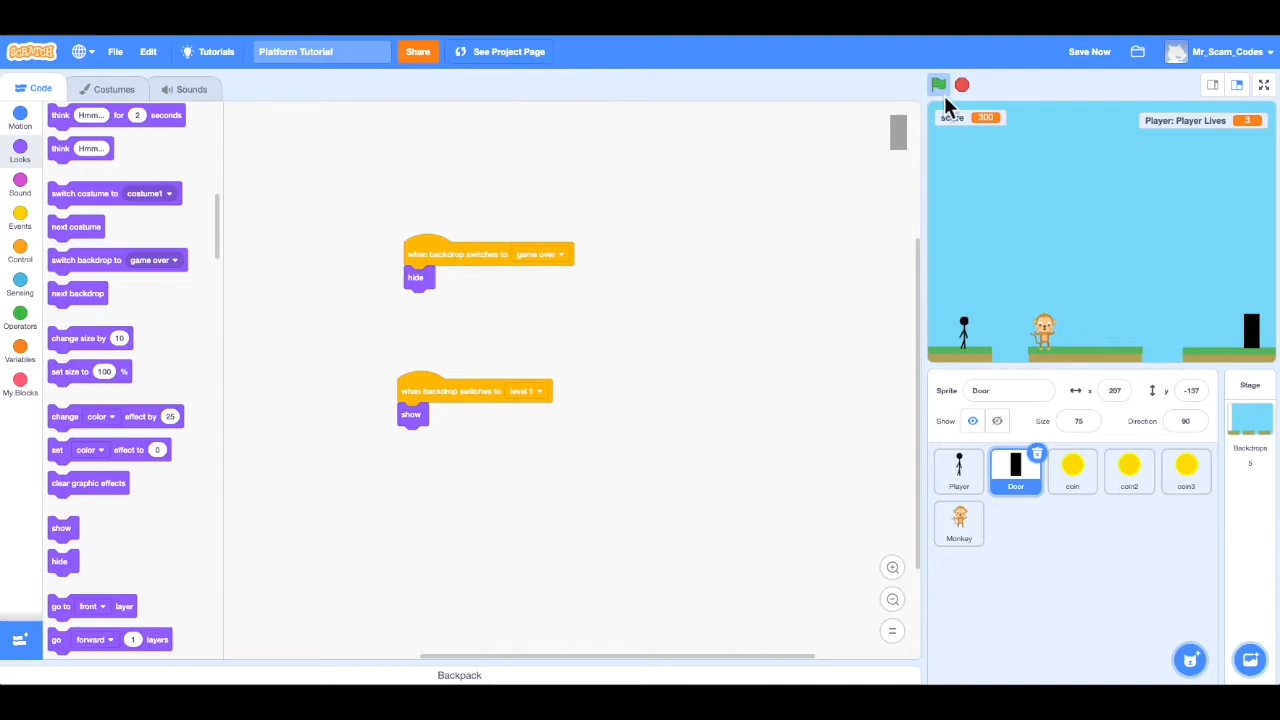 SCRATCH File Edit Tutorials Platform Tutorial Share See Project Page Save Now Mr_Scam_Codes
Code Costumes Sounds
Motion
Looks
Sound
Events
Control
Sensing
Operators
Variables
My Blocks
think Hmm... for 2 seconds
think Hmm...
switch costume to costume1
next costume
switch backdrop to game over
next backdrop
change size by 10
set size to 100 %
change color effect by 25
set color effect to 0
clear graphic effects
show
hide
go to front layer
go forward 1 layers
when backdrop switches to game over
hide
when backdrop switches to level 1
show
Backpack
score 300
Player: Player Lives 3
Sprite Door x 207 y -137
Show Size 75 Direction 90
Player
Door
coin
coin2
coin3
Monkey
Stage
Backdrops
5